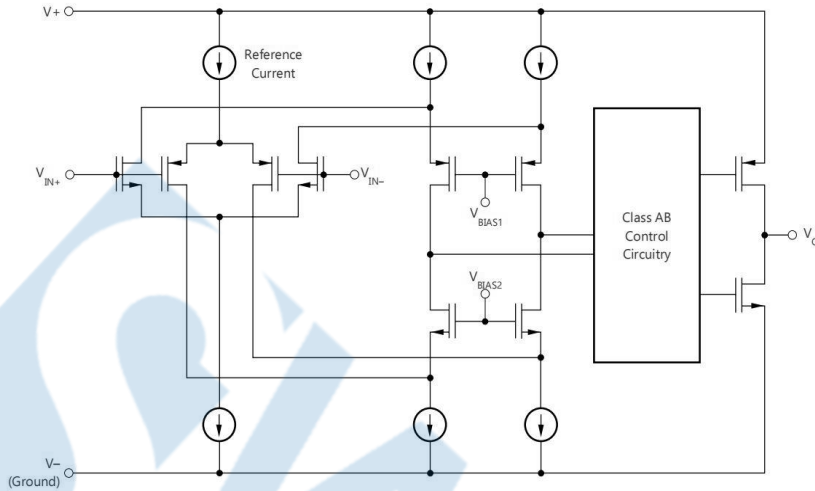 V+
Reference
Current
VIN+
VIN−
VBIAS1
VBIAS2
Class AB
Control
Circuitry
V−
(Ground)